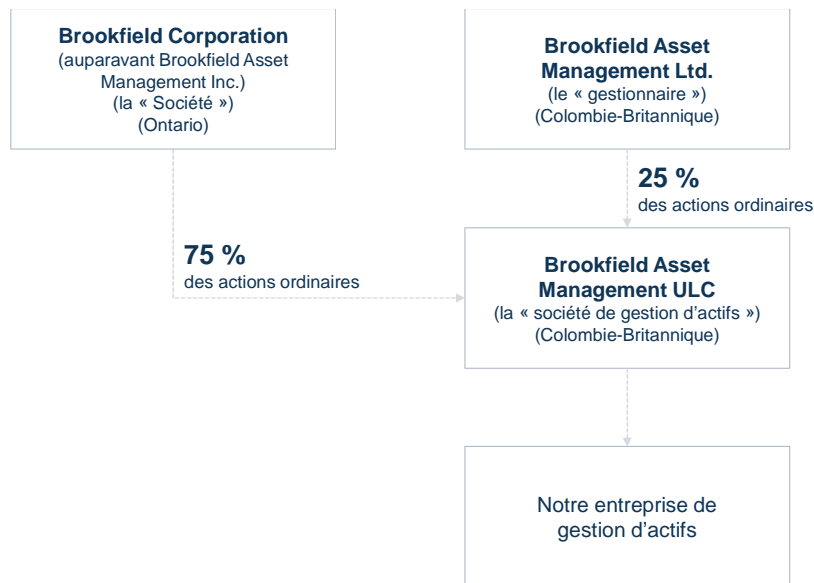 Brookfield Corporation
(auparavant Brookfield Asset
Management Inc.)
(la « Société »)
(Ontario)
Brookfield Asset
Management Ltd.
(le « gestionnaire »)
(Colombie-Britannique)
25 %
des actions ordinaires
75 %
des actions ordinaires
Brookfield Asset
Management ULC
(la « société de gestion d’actifs »)
(Colombie-Britannique)
Notre entreprise de
gestion d’actifs